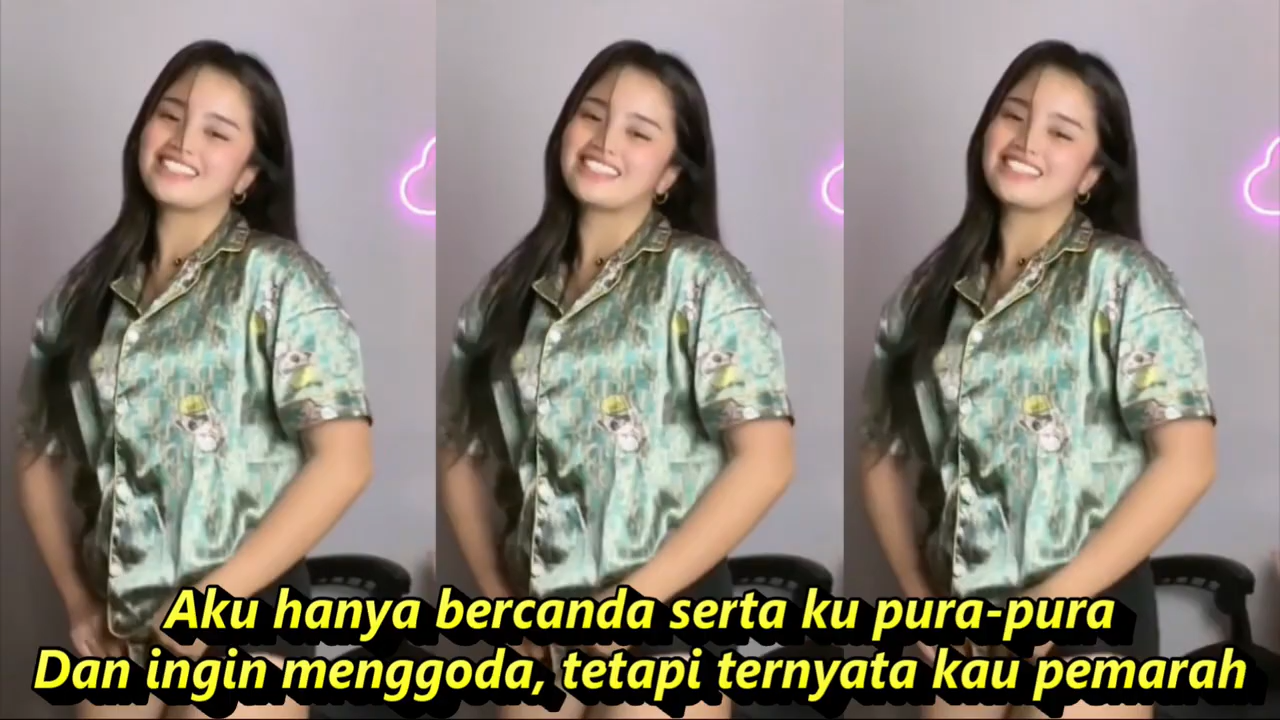 Aku hanya bercanda serta ku pura-pura
Dan ingin menggoda, tetapi ternyata kau pemarah